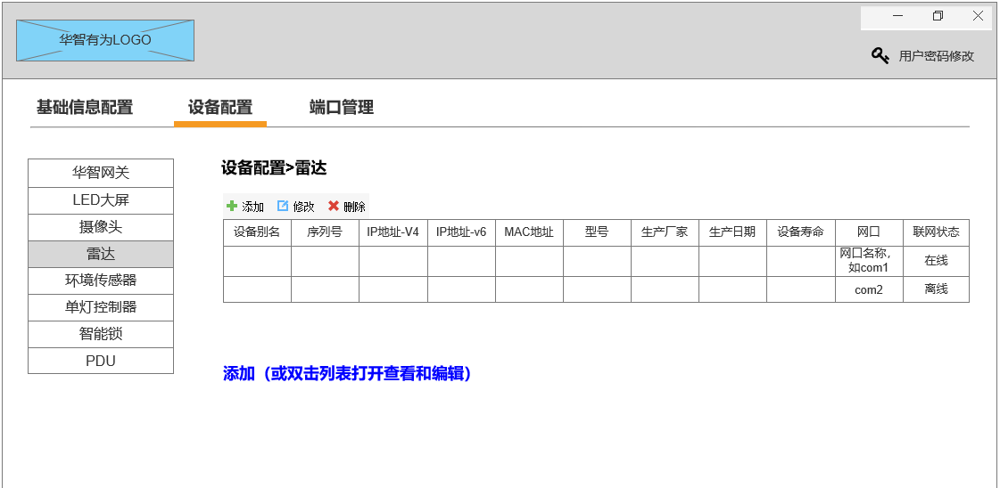 华智有为LOGO
用户密码修改
基础信息配置 设备配置 端口管理
华智网关
LED大屏
摄像头
雷达
环境传感器
单灯控制器
智能锁
PDU
设备配置>雷达
添加 修改 删除
设备别名 序列号 IP地址-V4 IP地址-v6 MAC地址 型号 生产厂家 生产日期 设备寿命 网口 联网状态
网口名称，
如com1
在线
com2 离线
添加（或双击列表打开查看和编辑）